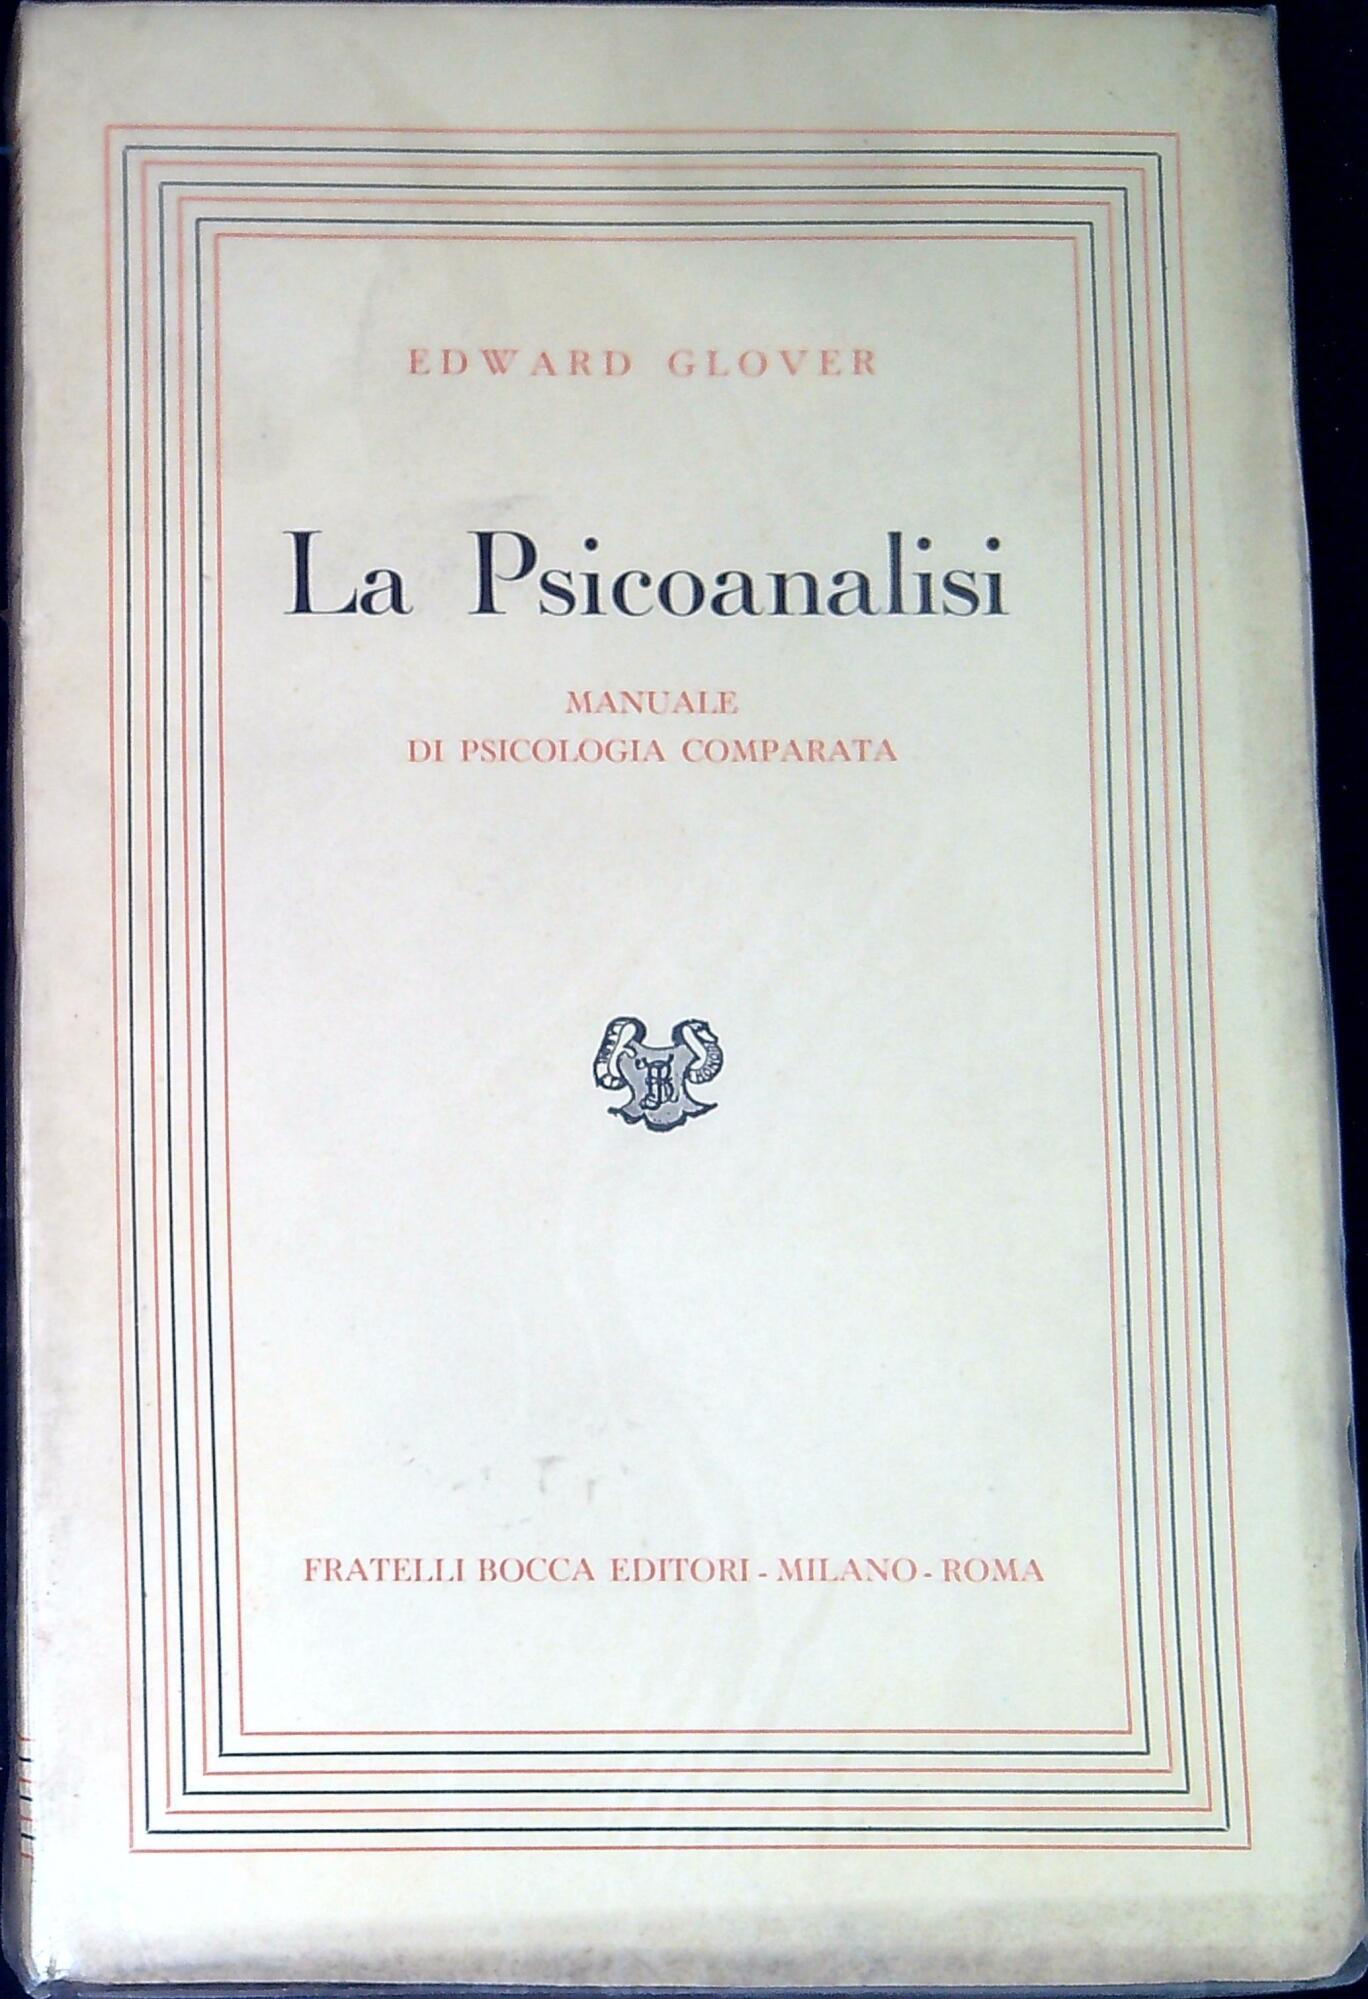 EDWARD GLOVER
La Psicoanalisi
MANUALE
DI PSICOLOGIA COMPARATA
FRATELLI BOCCA EDITORI - MILANO - ROMA